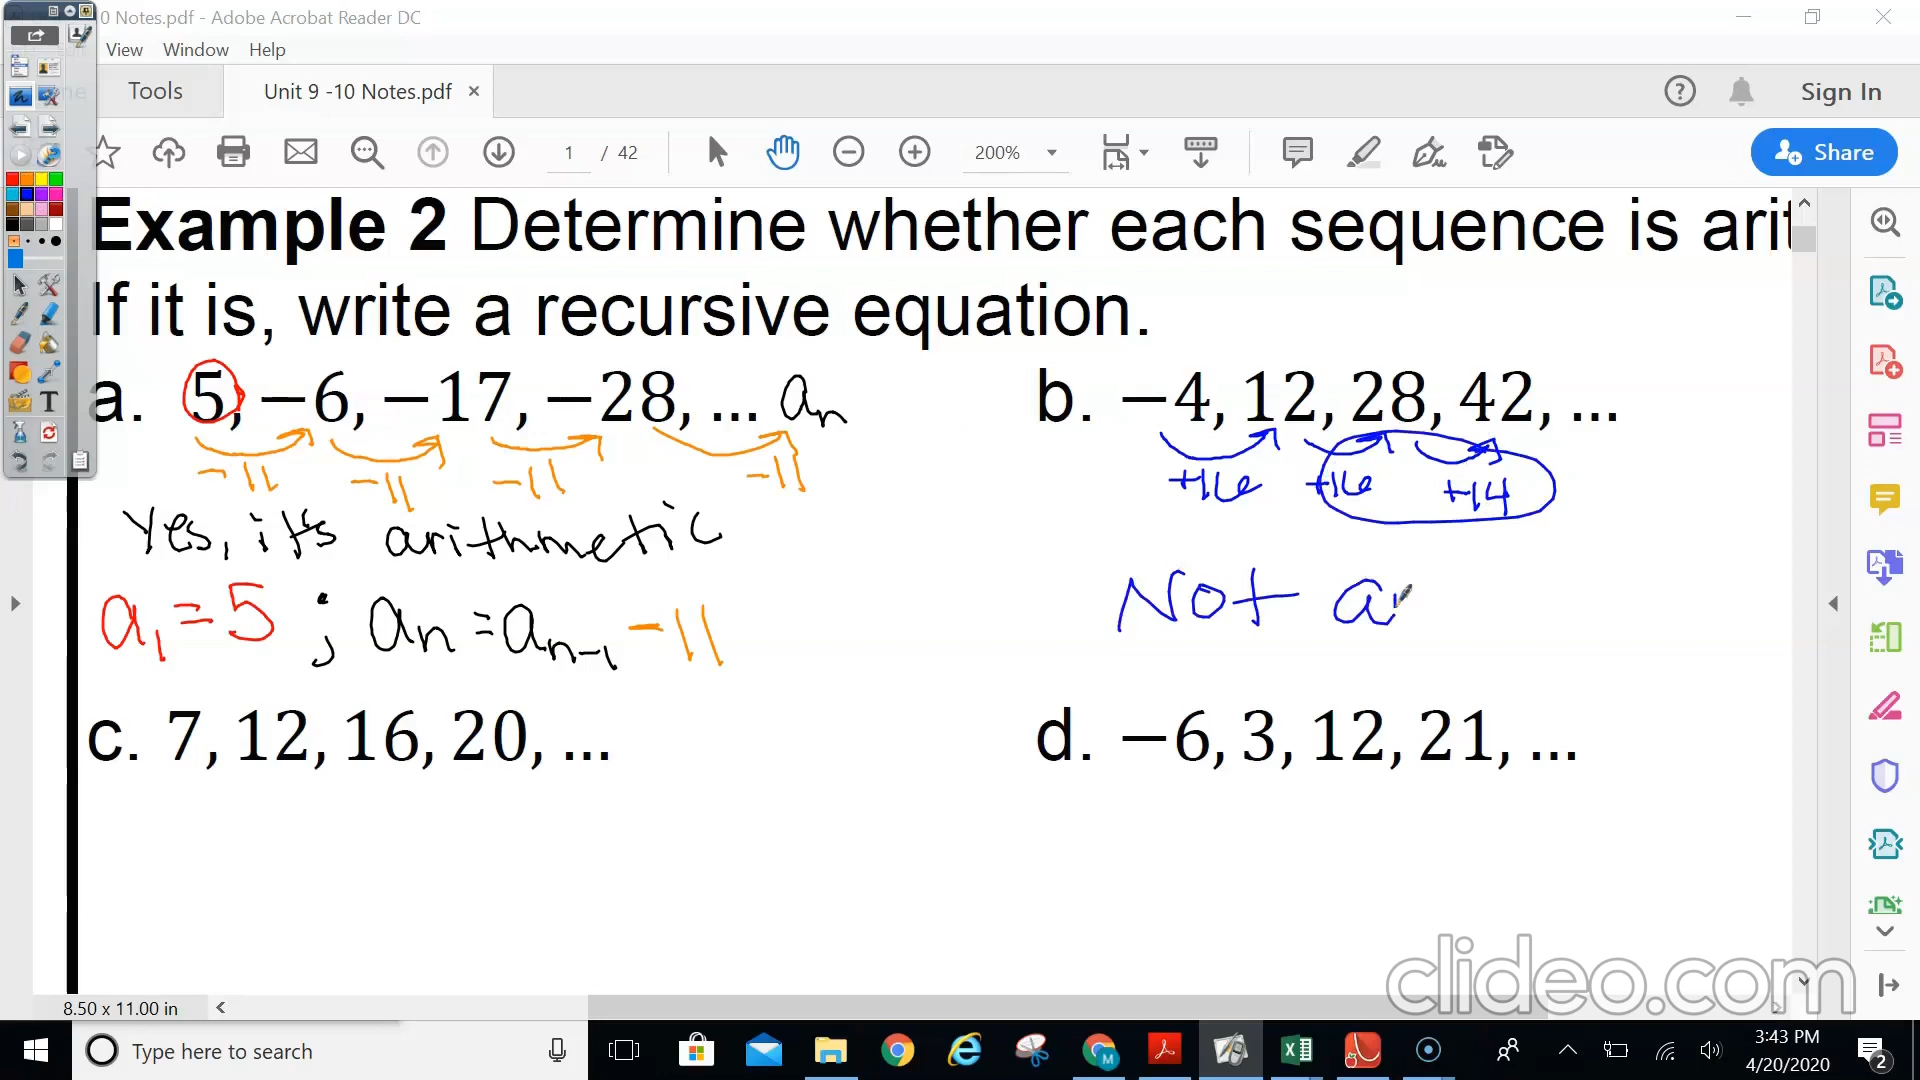 0 Notes.pdf - Adobe Acrobat Reader DC
View Window Help
Tools
Unit 9 -10 Notes.pdf ×
Sign In
1 / 42
200%
Share
Example 2 Determine whether each sequence is arit
If it is, write a recursive equation.
a. 5, −6, −17, −28, ... an
-11 -11 -11 -11
Yes, it's arithmetic
a1 = 5 ; an = an-1 -11
b. −4, 12, 28, 42, ...
+16 +16 +14
Not ar
c. 7, 12, 16, 20, ...
d. −6, 3, 12, 21, ...
clideo.com
8.50 x 11.00 in
Type here to search
3:43 PM
4/20/2020
2